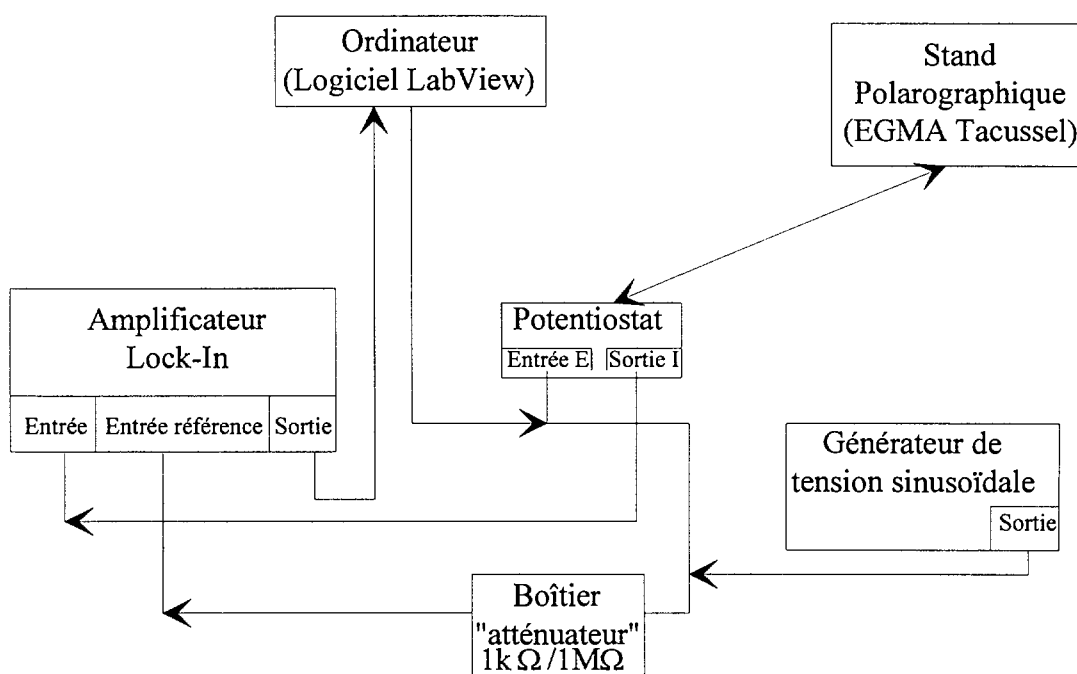 Ordinateur
(Logiciel LabView)
Stand
Polarographique
(EGMA Tacussel)
Amplificateur
Lock-In
Entrée
Entrée référence
Sortie
Potentiostat
Entrée E
Sortie I
Générateur de
tension sinusoïdale
Sortie
Boîtier
"atténuateur"
1k Ω /1MΩ